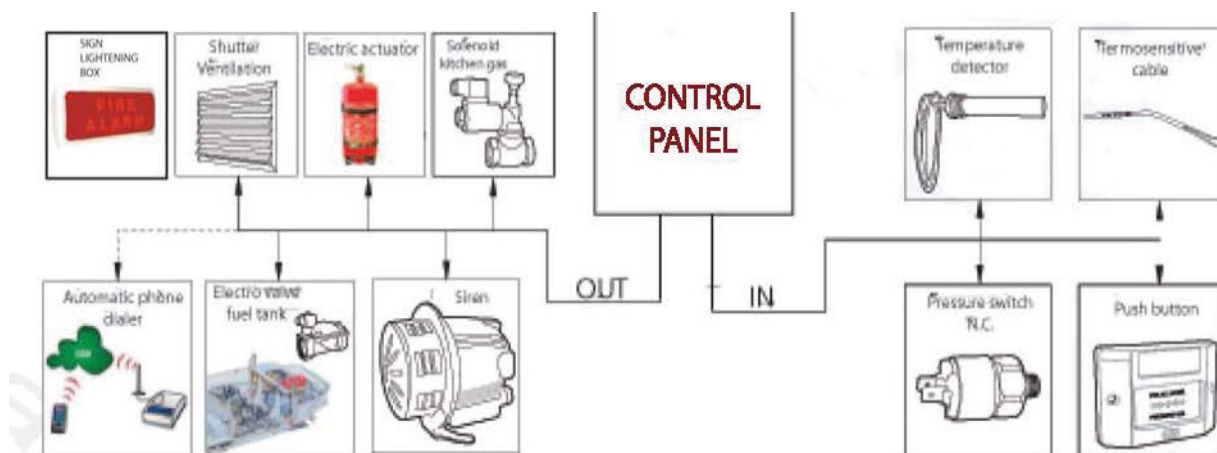 SIGN
LIGHTENING
BOX
FIRE
ALARM
Shutter
Ventilation
Electric actuator
Solenoid
kitchen gas
CONTROL
PANEL
Temperature
detector
"Termosensitive"
cable
OUT
IN
Automatic phone
dialer
Electro valve
fuel tank
Siren
Pressure switch
N.C.
Push button